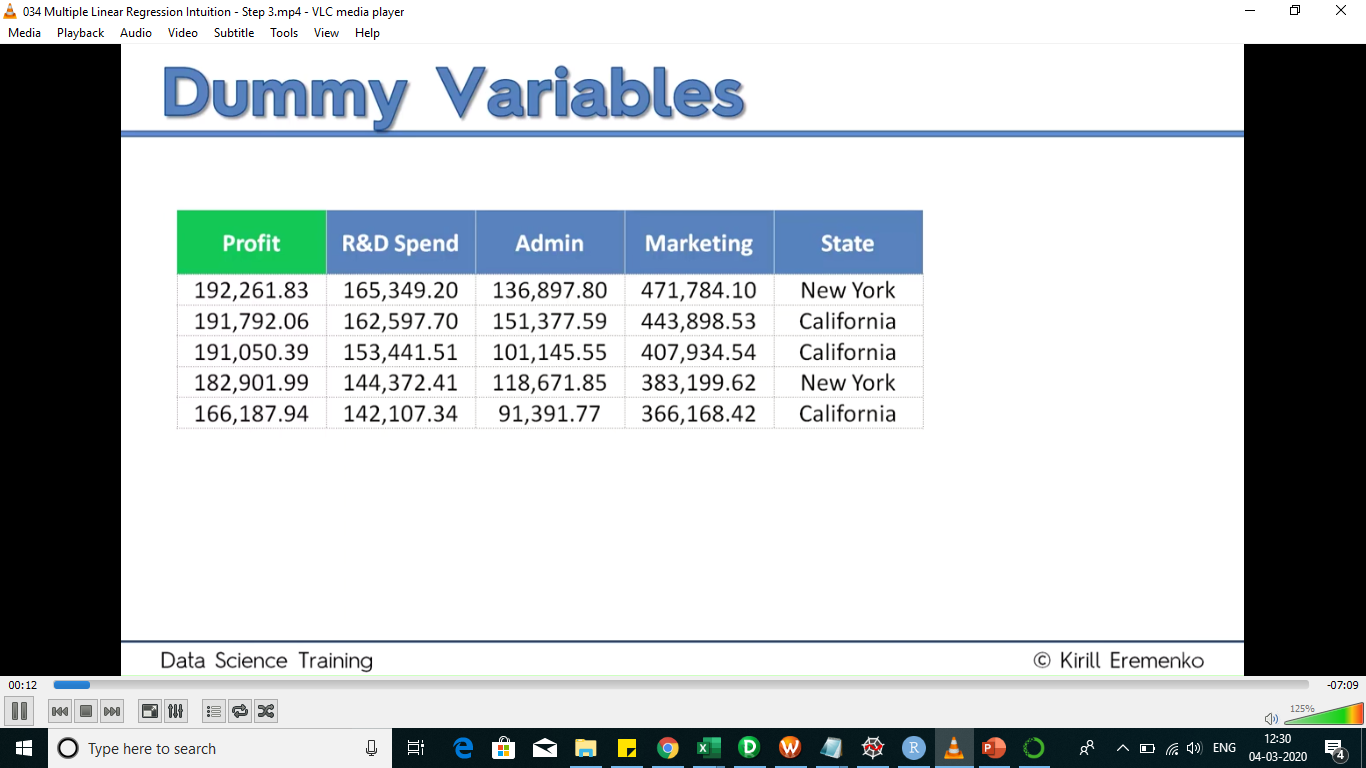 034 Multiple Linear Regression Intuition - Step 3.mp4 - VLC media player
Media Playback Audio Video Subtitle Tools View Help
Dummy Variables
Profit R&D Spend Admin Marketing State
192,261.83 165,349.20 136,897.80 471,784.10 New York
191,792.06 162,597.70 151,377.59 443,898.53 California
191,050.39 153,441.51 101,145.55 407,934.54 California
182,901.99 144,372.41 118,671.85 383,199.62 New York
166,187.94 142,107.34 91,391.77 366,168.42 California
Data Science Training © Kirill Eremenko
00:12 -07:09
125%
Type here to search ENG 12:30
04-03-2020 4